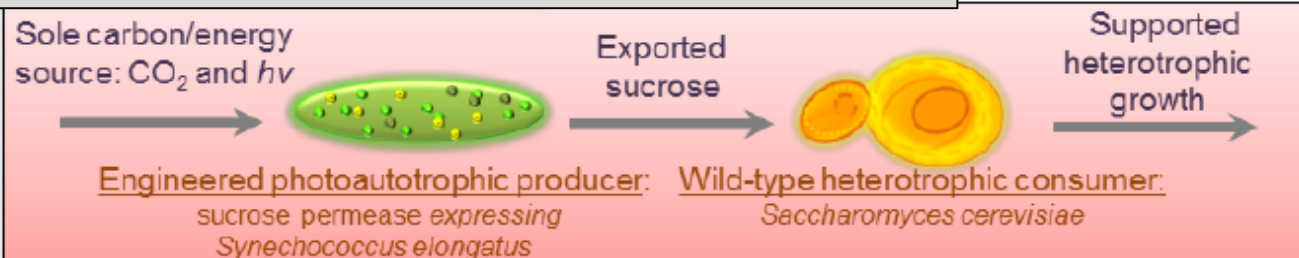 Sole carbon/energy
source: CO₂ and hv
Exported
sucrose
Supported
heterotrophic
growth
Engineered photoautotrophic producer:
sucrose permease expressing
Synechococcus elongatus
Wild-type heterotrophic consumer:
Saccharomyces cerevisiae